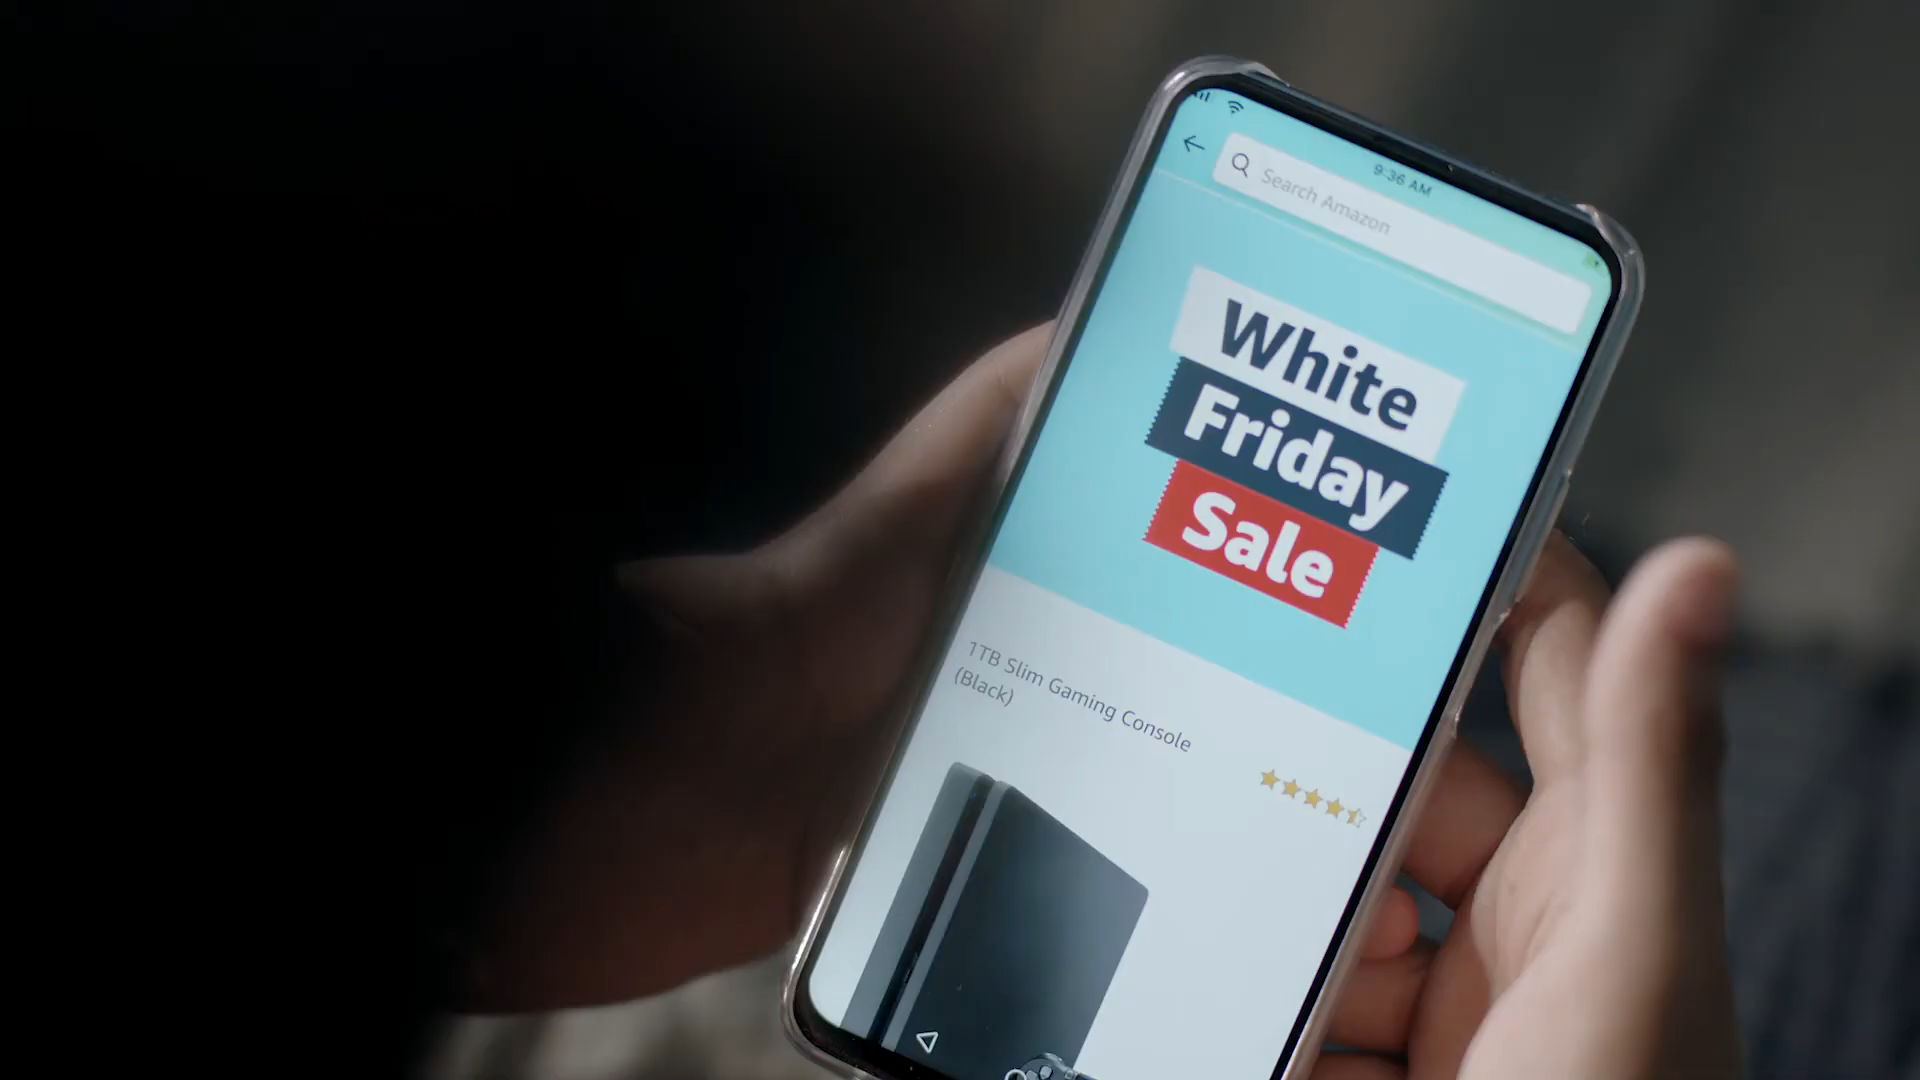 9:36 AM
Search Amazon
White
Friday
Sale
1TB Slim Gaming Console
(Black)